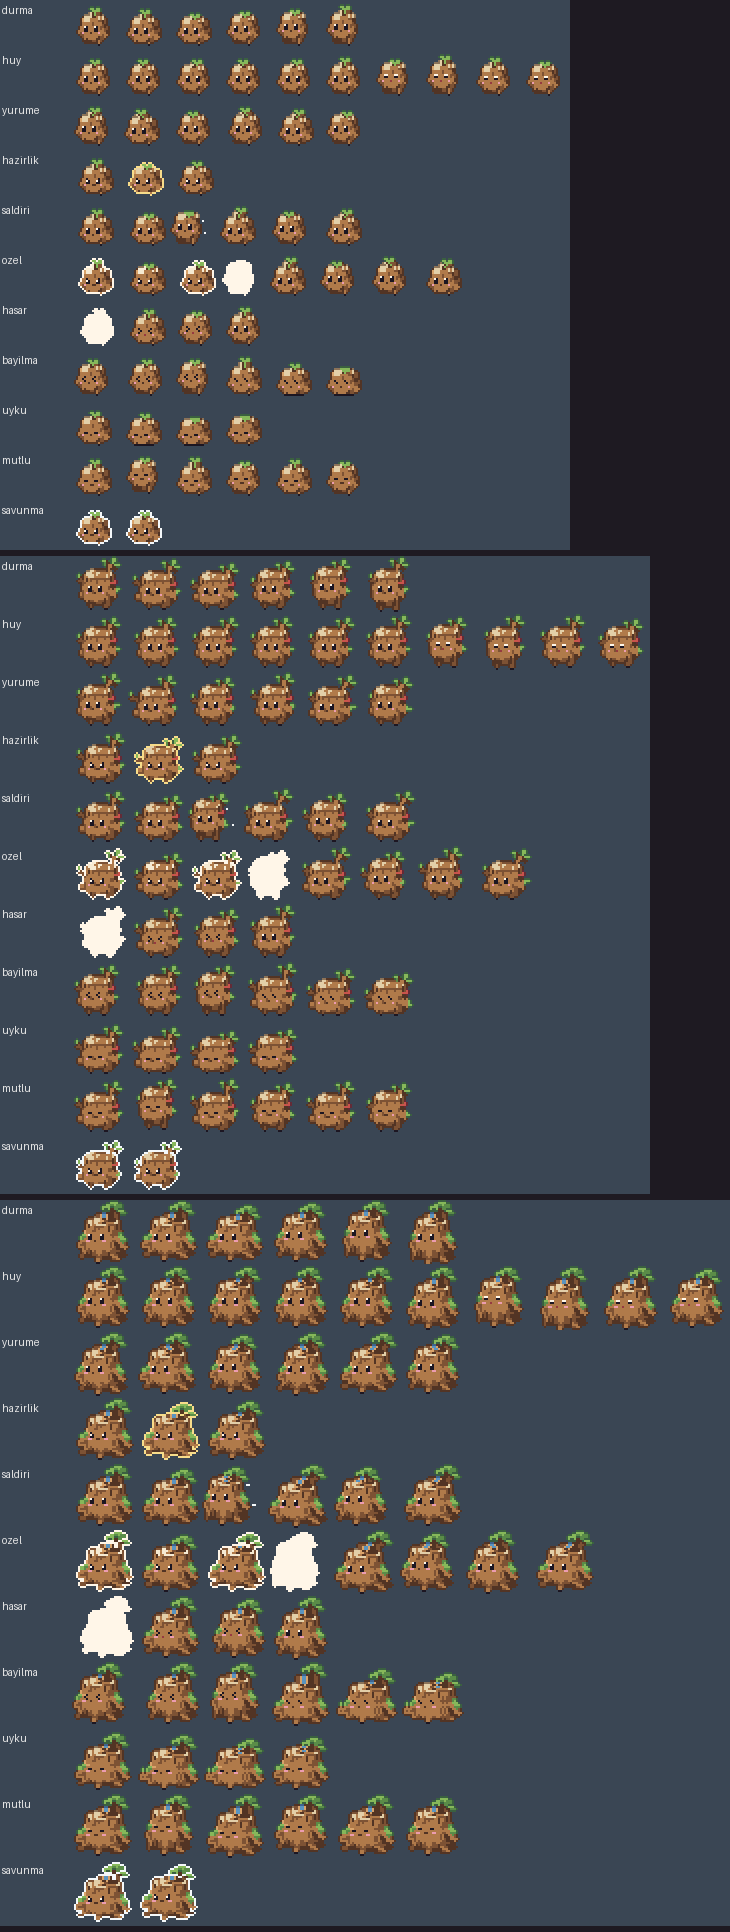 durma
huy
yurume
hazirlik
saldiri
ozel
hasar
bayilma
uyku
mutlu
savunma
durma
huy
yurume
hazirlik
saldiri
ozel
hasar
bayilma
uyku
mutlu
savunma
durma
huy
yurume
hazirlik
saldiri
ozel
hasar
bayilma
uyku
mutlu
savunma